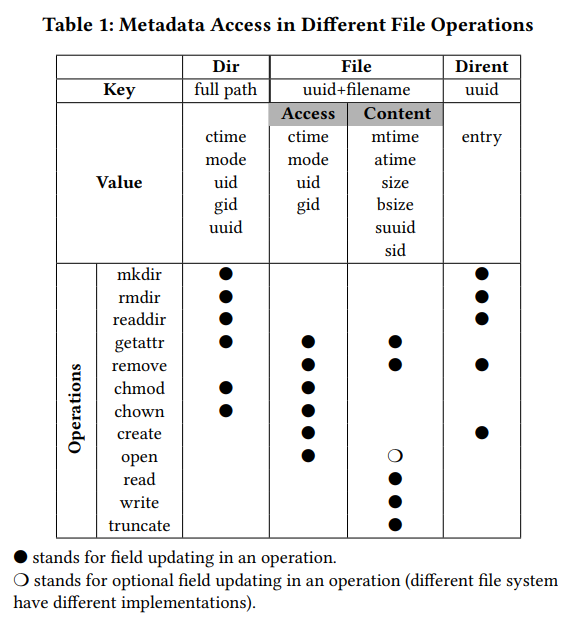 Table 1: Metadata Access in Different File Operations
Dir File Dirent
Key full path uuid+filename uuid
Access Content
ctime ctime mtime entry
mode mode atime
Value uid uid size
gid gid bsize
uuid suuid
sid
Operations
mkdir ● ●
rmdir ● ●
readdir ● ●
getattr ● ● ●
remove ● ● ●
chmod ● ●
chown ● ●
create ● ●
open ● ❍
read ●
write ●
truncate ●
● stands for field updating in an operation.
❍ stands for optional field updating in an operation (different file system
have different implementations).